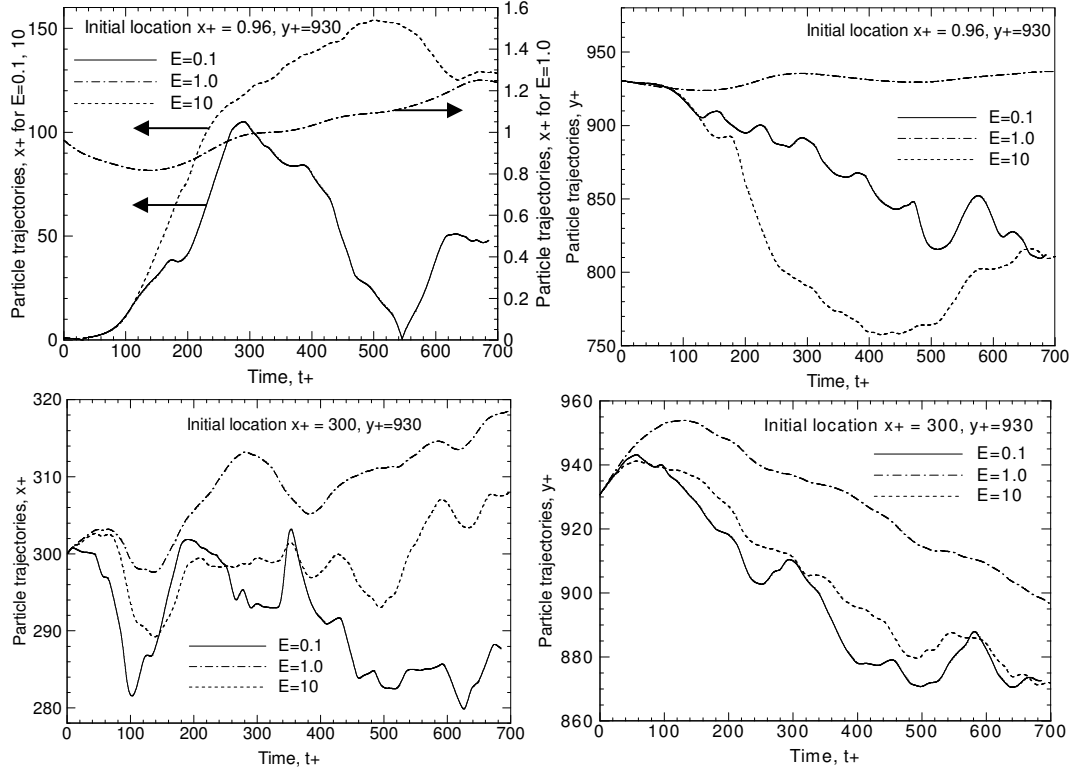 Initial location x+ = 0.96, y+=930
E=0.1
E=1.0
E=10
Particle trajectories, x+ for E=0.1, 10
0
50
100
150
Particle trajectories, x+ for E=1.0
0
0.2
0.4
0.6
0.8
1
1.2
1.4
1.6
0 100 200 300 400 500 600 700
Time, t+
Initial location x+ = 0.96, y+=930
E=0.1
E=1.0
E=10
Particle trajectories, y+
750
800
850
900
950
0 100 200 300 400 500 600 700
Time, t+
Initial location x+ = 300, y+=930
E=0.1
E=1.0
E=10
Particle trajectories, x+
280
290
300
310
320
0 100 200 300 400 500 600 700
Time, t+
Initial location x+ = 300, y+=930
E=0.1
E=1.0
E=10
Particle trajectories, y+
860
880
900
920
940
960
0 100 200 300 400 500 600 700
Time, t+